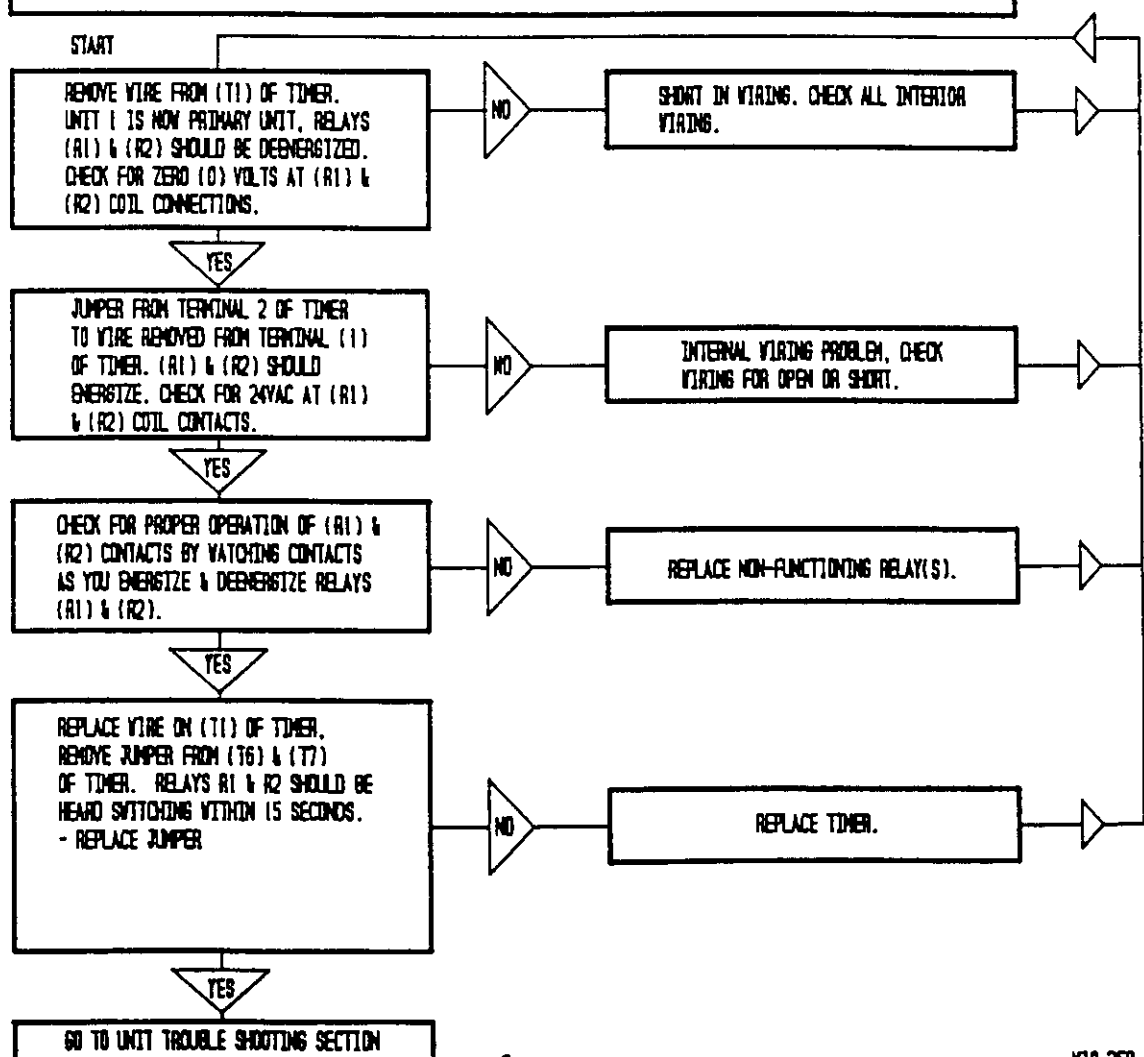 START
REMOVE WIRE FROM (T1) OF TIMER.
UNIT 1 IS NOW PRIMARY UNIT, RELAYS
(R1) & (R2) SHOULD BE DEENERGIZED.
CHECK FOR ZERO (0) VOLTS AT (R1) &
(R2) COIL CONNECTIONS.
NO
SHORT IN WIRING. CHECK ALL INTERIOR
WIRING.
YES
JUMPER FROM TERMINAL 2 OF TIMER
TO WIRE REMOVED FROM TERMINAL (1)
OF TIMER. (R1) & (R2) SHOULD
ENERGIZE. CHECK FOR 24VAC AT (R1)
& (R2) COIL CONTACTS.
NO
INTERNAL WIRING PROBLEM, CHECK
WIRING FOR OPEN OR SHORT.
YES
CHECK FOR PROPER OPERATION OF (R1) &
(R2) CONTACTS BY WATCHING CONTACTS
AS YOU ENERGIZE & DEENERGIZE RELAYS
(R1) & (R2).
NO
REPLACE NON-FUNCTIONING RELAY(S).
YES
REPLACE WIRE ON (T1) OF TIMER.
REMOVE JUMPER FROM (T6) & (T7)
OF TIMER. RELAYS R1 & R2 SHOULD BE
HEARD SWITCHING WITHIN 15 SECONDS.
- REPLACE JUMPER
NO
REPLACE TIMER.
YES
GO TO UNIT TROUBLE SHOOTING SECTION